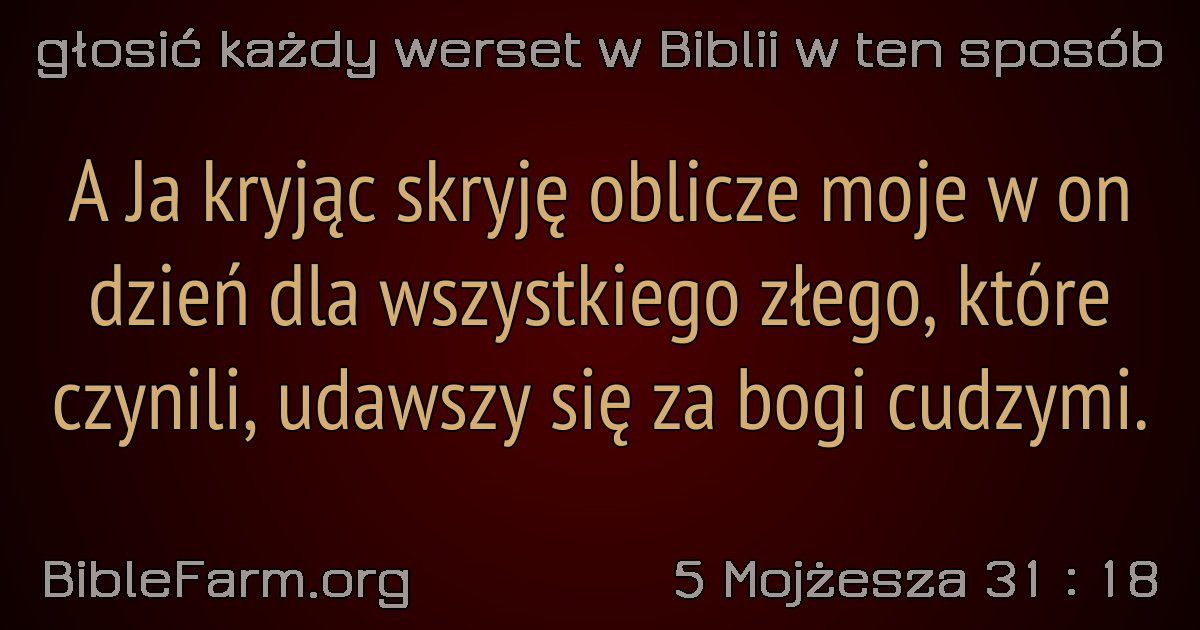 głosić każdy werset w Biblii w ten sposób
A Ja kryjąc skryję oblicze moje w on
dzień dla wszystkiego złego, które
czynili, udawszy się za bogi cudzymi.
BibleFarm.org
5 Mojżesza 31 : 18